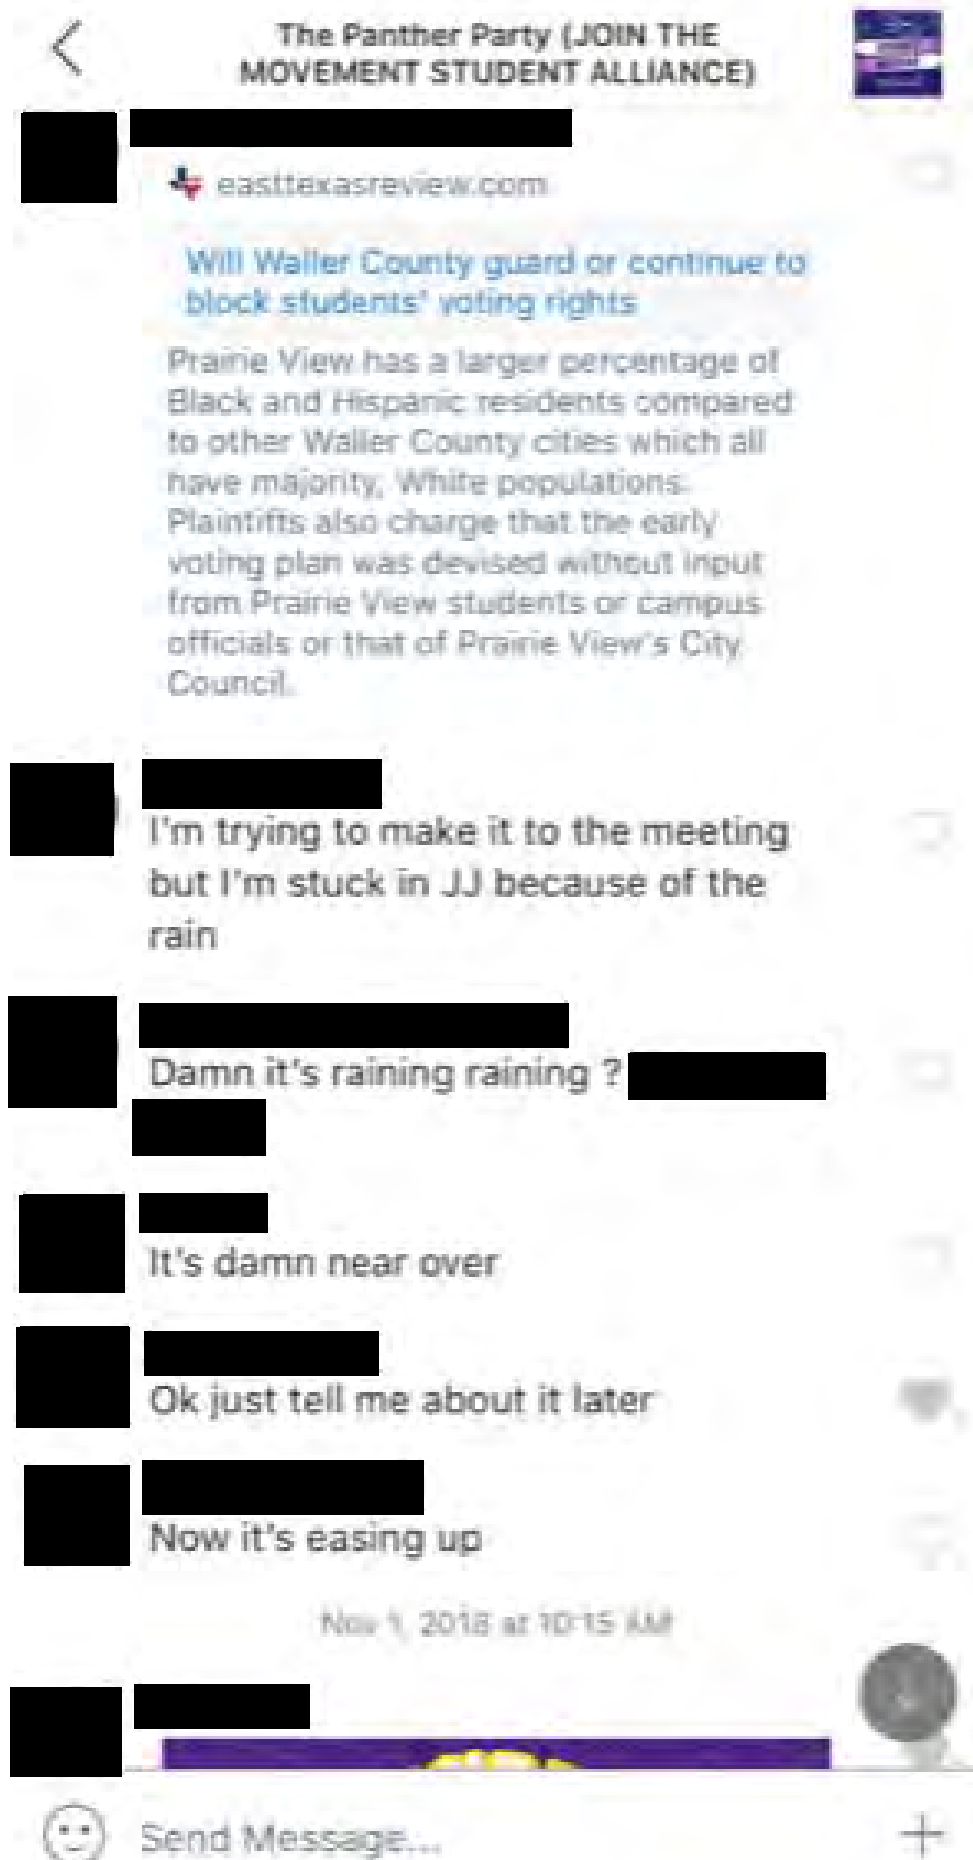 The Panther Party (JOIN THE
MOVEMENT STUDENT ALLIANCE)
easttexasreview.com
Will Waller County guard or continue to
block students' voting rights
Prairie View has a larger percentage of
Black and Hispanic residents compared
to other Waller County cities which all
have majority, White populations.
Plaintiffs also charge that the early
voting plan was devised without input
from Prairie View students or campus
officials or that of Prairie View's City
Council.
I'm trying to make it to the meeting
but I'm stuck in JJ because of the
rain
Damn it's raining raining ?
It's damn near over
Ok just tell me about it later
Now it's easing up
Nov 1, 2018 at 10:15 AM
Send Message...